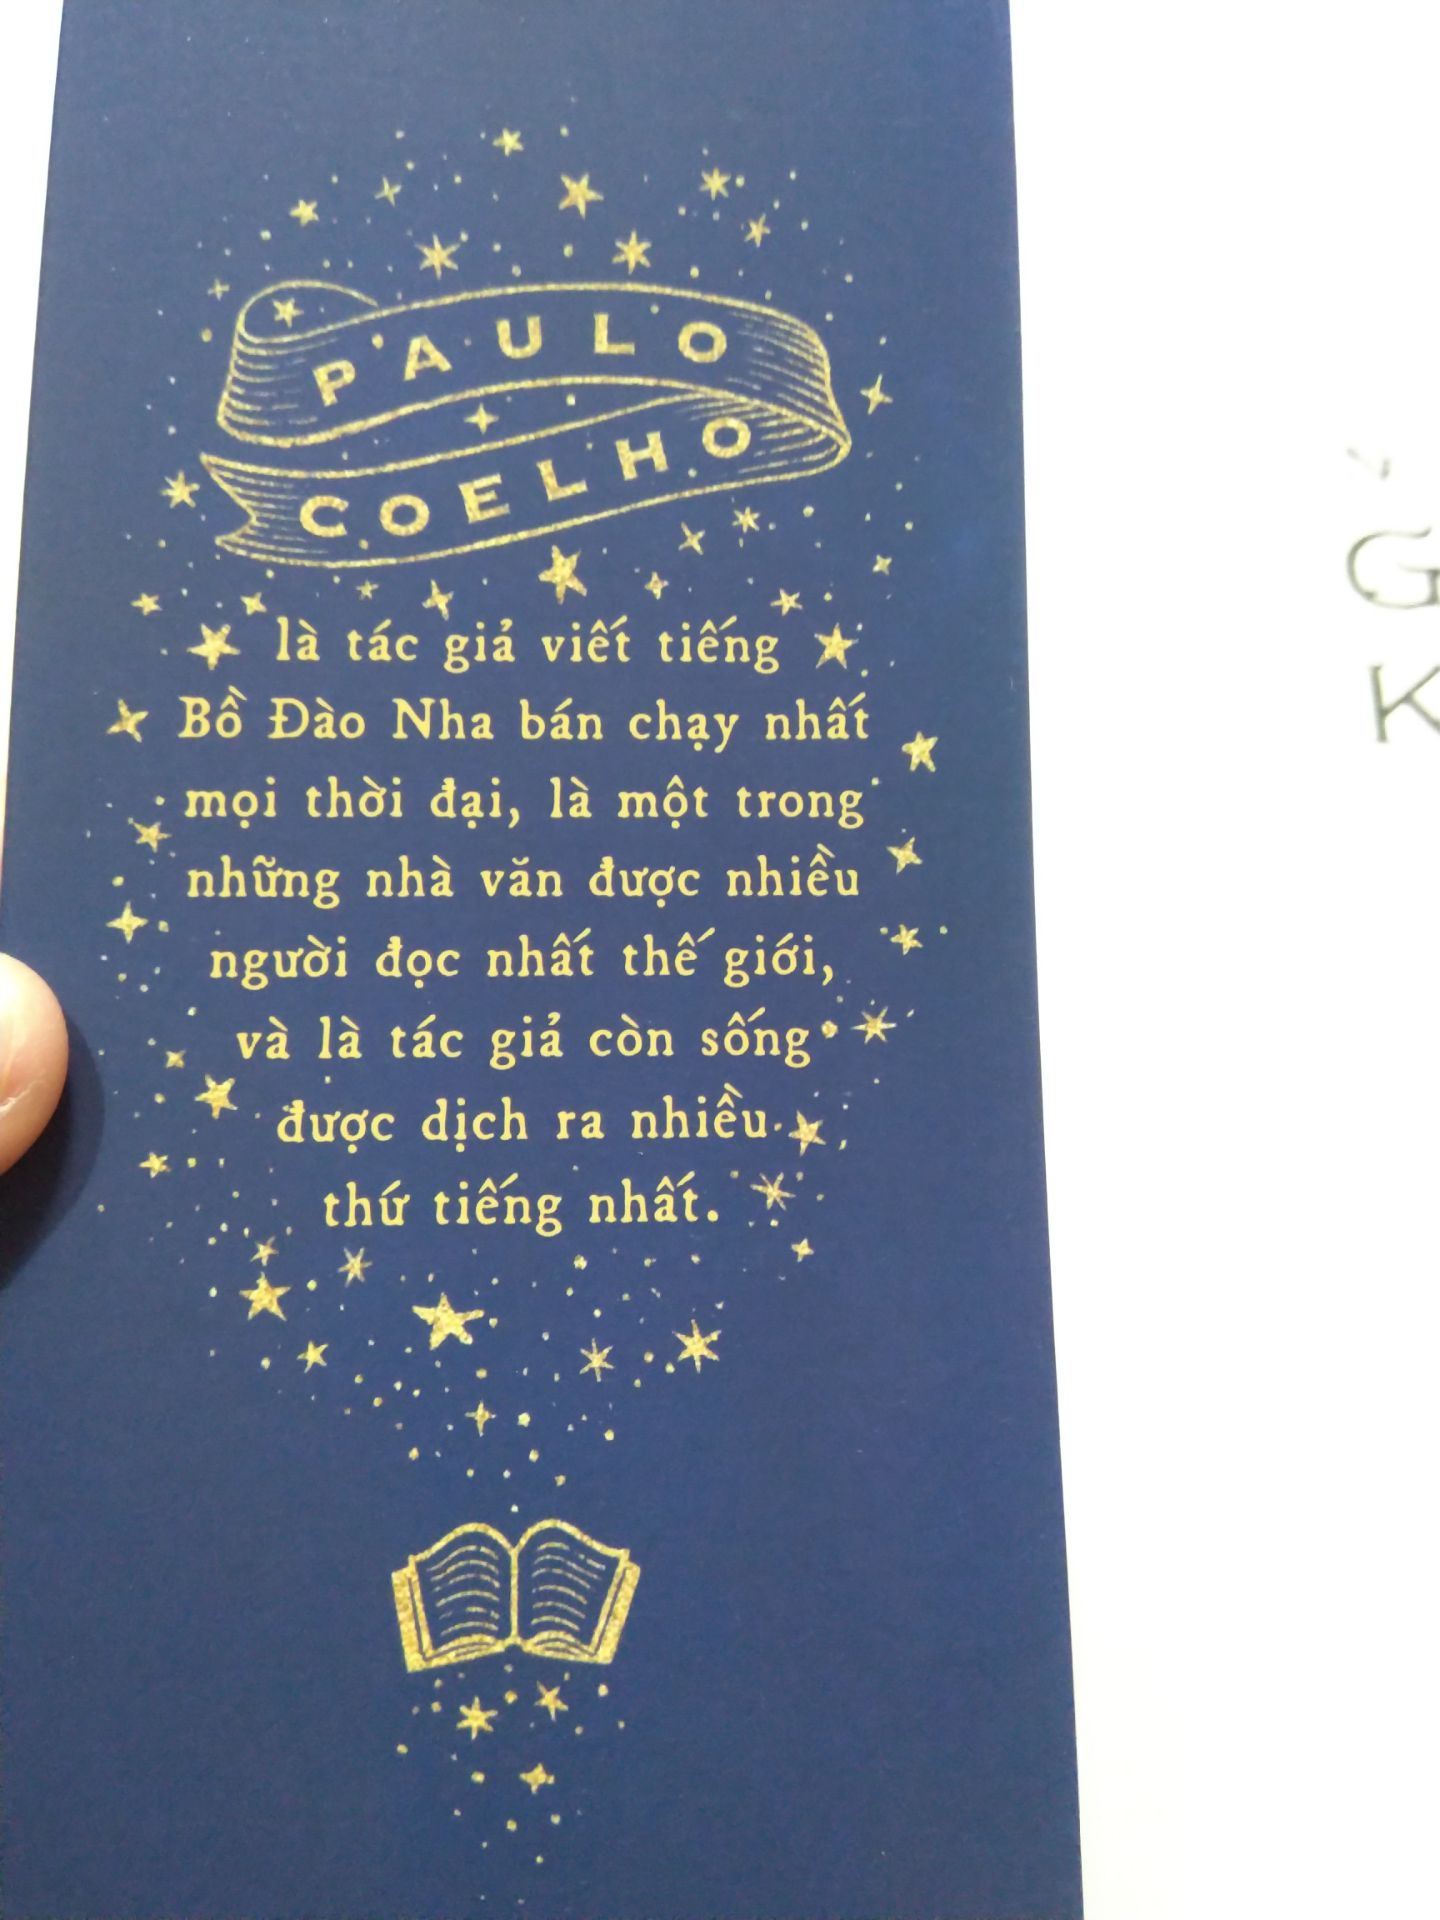 PAULO
COELHO
là tác giả viết tiếng
Bồ Đào Nha bán chạy nhất
mọi thời đại, là một trong
những nhà văn được nhiều
người đọc nhất thế giới,
và là tác giả còn sống
được dịch ra nhiều
thứ tiếng nhất.